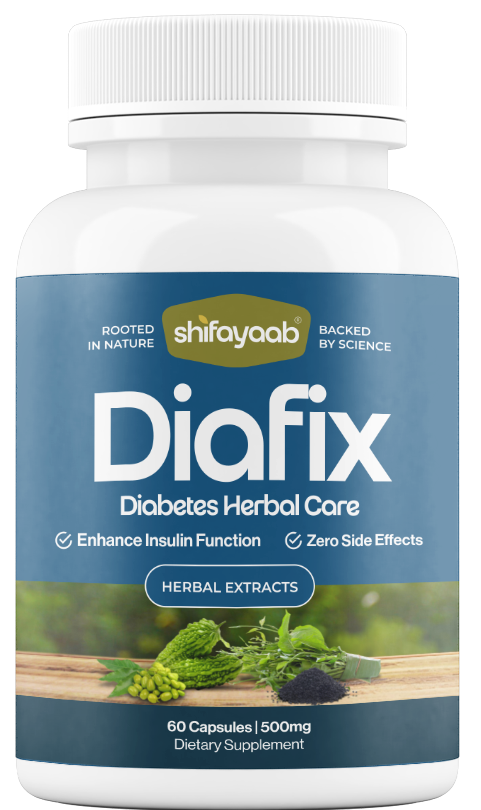 ROOTED
IN NATURE
shifayaab®
BACKED
BY SCIENCE
Diafix
Diabetes Herbal Care
Enhance Insulin Function
Zero Side Effects
HERBAL EXTRACTS
60 Capsules | 500mg
Dietary Supplement